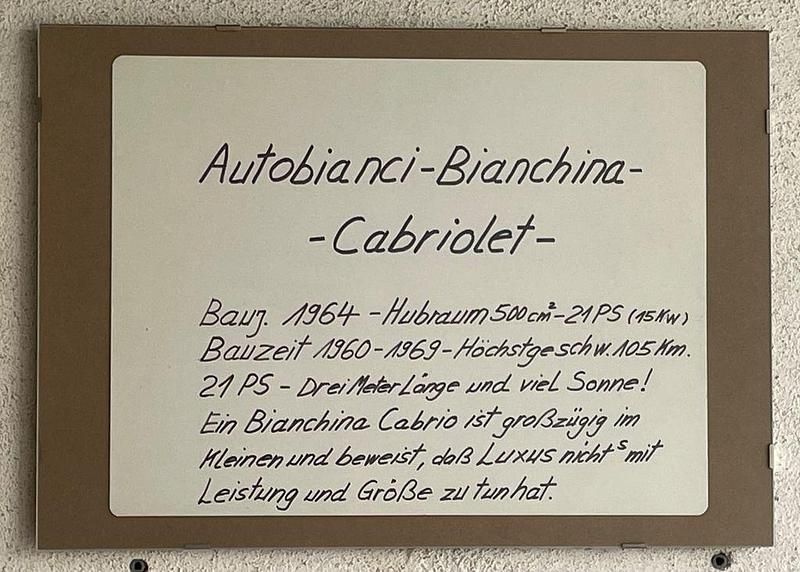 Autobianci-Bianchina-
-Cabriolet-
Bauj. 1964 - Hubraum 500 cm² - 21 PS (15 Kw)
Bauzeit 1960-1969 - Höchstgeschw. 105 Km.
21 PS - Drei Meter Länge und viel Sonne!
Ein Bianchina Cabrio ist großzügig im
Kleinen und beweist, daß Luxus nichts mit
Leistung und Größe zu tun hat.